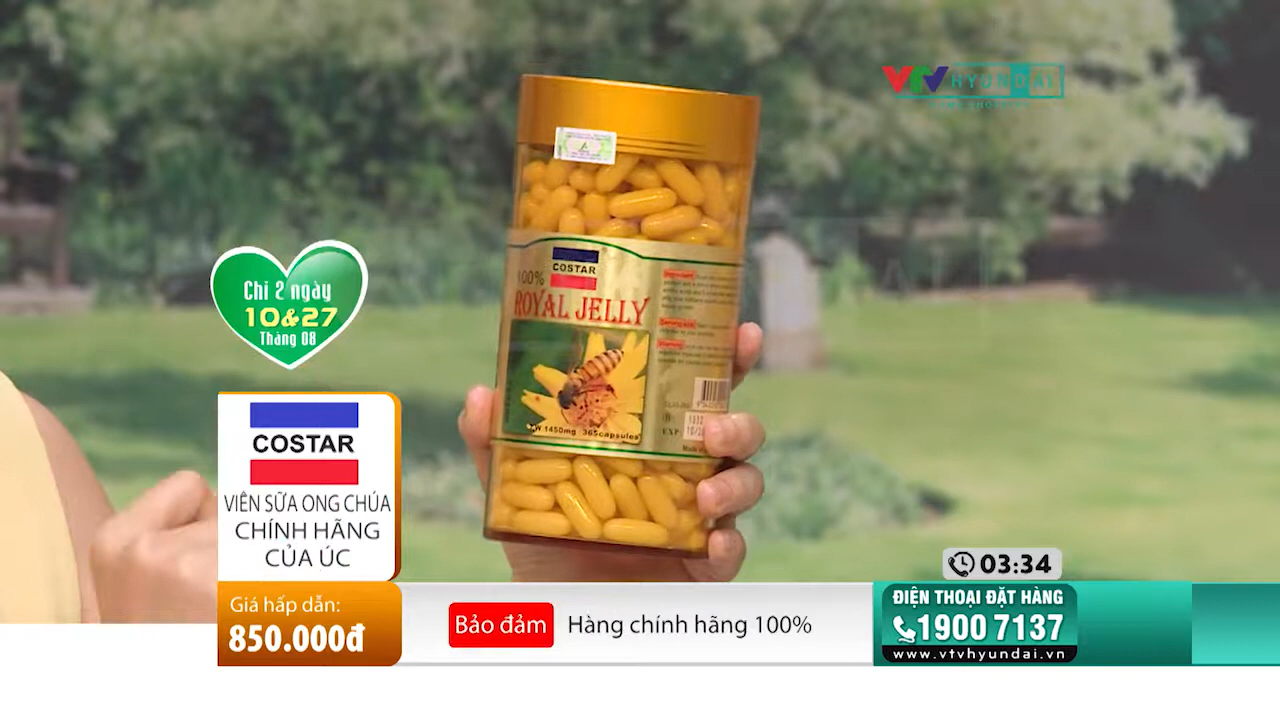 VTV HYUNDAI
Chỉ 2 ngày
10&27
Tháng 08
100%
COSTAR
ROYAL JELLY
1450mg 365capsules
COSTAR
VIÊN SỮA ONG CHÚA
CHÍNH HÃNG
CỦA ÚC
Giá hấp dẫn:
850.000đ
Bảo đảm Hàng chính hãng 100%
03:34
ĐIỆN THOẠI ĐẶT HÀNG
1900 7137
www.vtvhyundai.vn